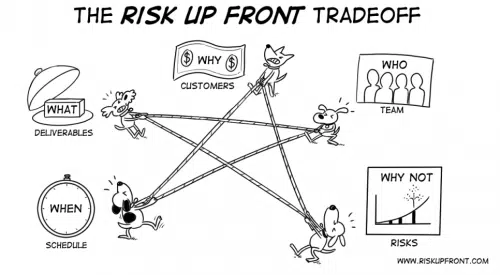 THE RISK UP FRONT TRADEOFF
$ WHY $
CUSTOMERS
WHO
TEAM
WHAT
DELIVERABLES
WHEN
SCHEDULE
WHY NOT
RISKS
WWW.RISKUPFRONT.COM